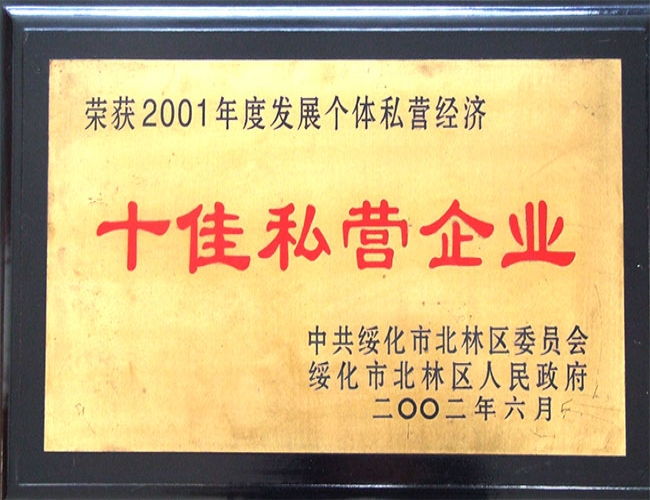 荣获2001年度发展个体私营经济
十佳私营企业
中共绥化市北林区委员会
绥化市北林区人民政府
二〇〇二年六月